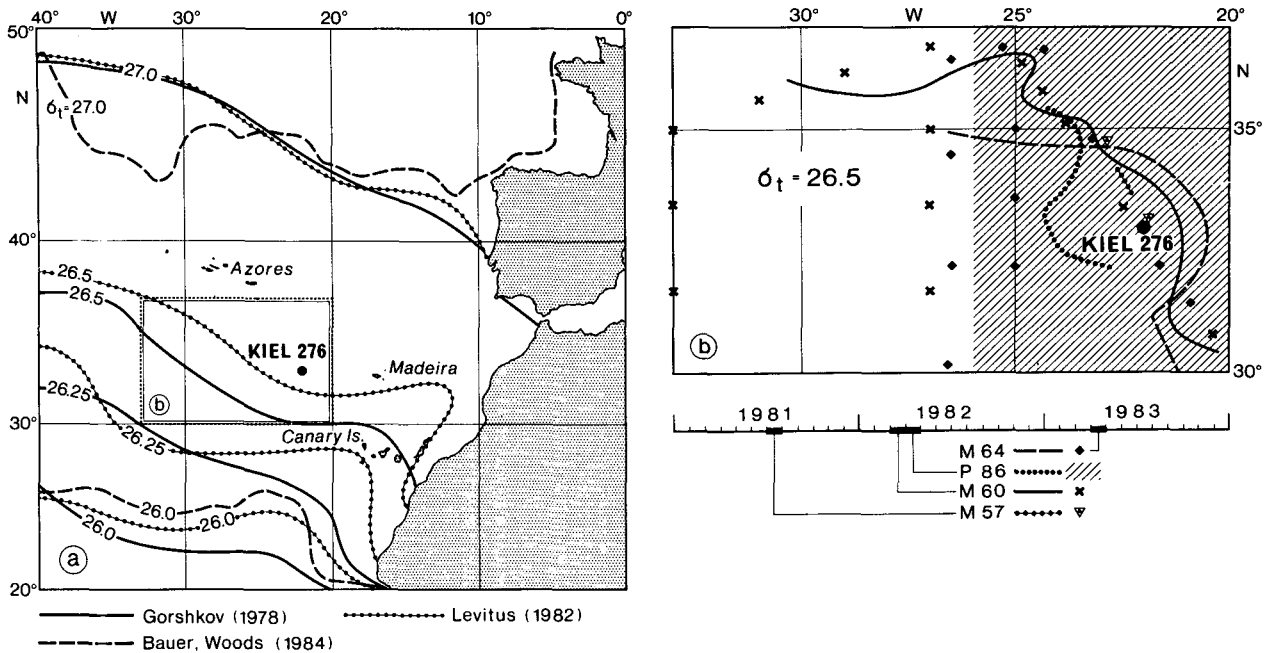 40° W 30° 20° 10° 0°
50°
N
27.0
σt = 27.0
40°
Azores
26.5
26.5
KIEL 276
Madeira
b
26.25
30°
26.25
Canary Is.
26.0
26.0
26.0
a
20°
Gorshkov (1978)
Levitus (1982)
Bauer, Woods (1984)
30° W 25° 20°
N
35°
σt = 26.5
KIEL 276
b
30°
1981 1982 1983
M 64
P 86
M 60
M 57